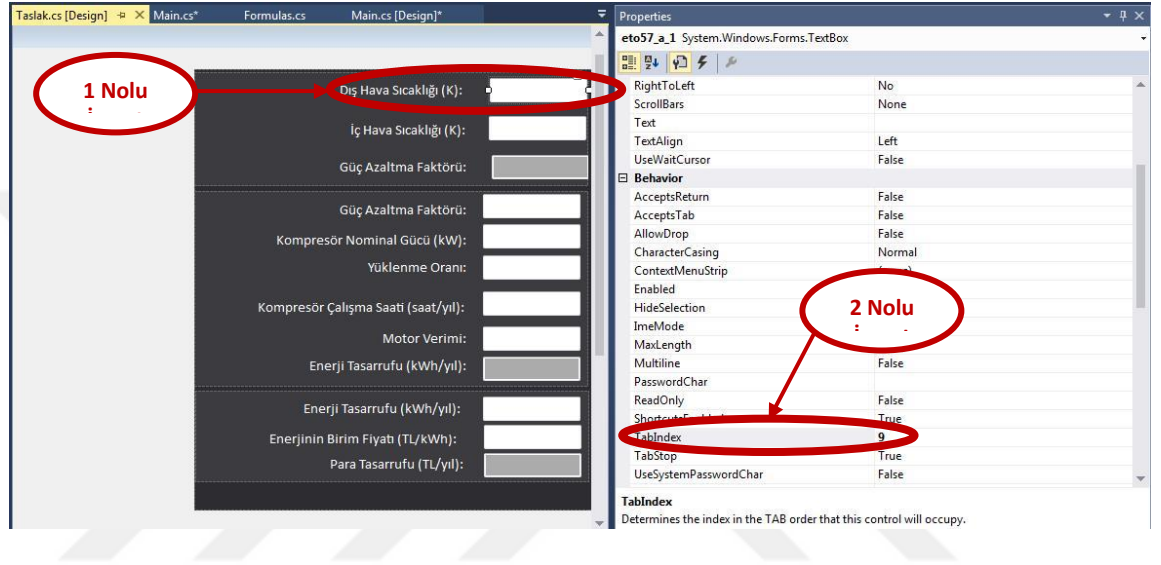 Taslak.cs [Design] Main.cs* Formulas.cs Main.cs [Design]*
1 Nolu
Dış Hava Sıcaklığı (K):
İç Hava Sıcaklığı (K):
Güç Azaltma Faktörü:
Güç Azaltma Faktörü:
Kompresör Nominal Gücü (kW):
Yüklenme Oranı:
Kompresör Çalışma Saati (saat/yıl):
Motor Verimi:
Enerji Tasarrufu (kWh/yıl):
Enerji Tasarrufu (kWh/yıl):
Enerjinin Birim Fiyatı (TL/kWh):
Para Tasarrufu (TL/yıl):
Properties
eto57_a_1 System.Windows.Forms.TextBox
RightToLeft No
ScrollBars None
Text
TextAlign Left
UseWaitCursor False
Behavior
AcceptsReturn False
AcceptsTab False
AllowDrop False
CharacterCasing Normal
ContextMenuStrip
Enabled
HideSelection
2 Nolu
ImeMode
MaxLength
Multiline False
PasswordChar
ReadOnly False
True
TabIndex 9
TabStop True
UseSystemPasswordChar False
TabIndex
Determines the index in the TAB order that this control will occupy.